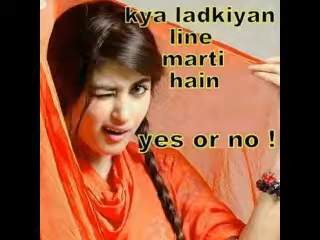 kya ladkiyan
line
marti
hain
yes or no !